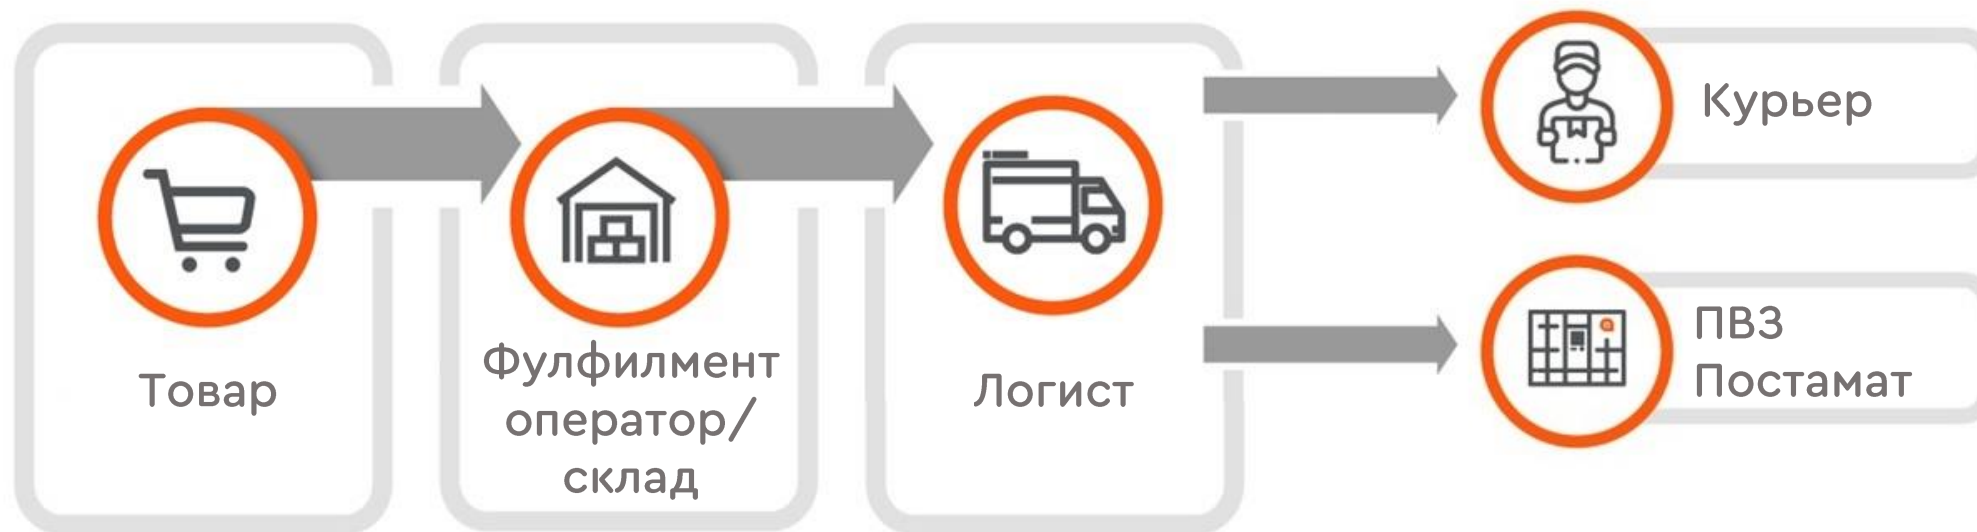 Товар
Фулфилмент
оператор/
склад
Логист
Курьер
ПВЗ
Постамат